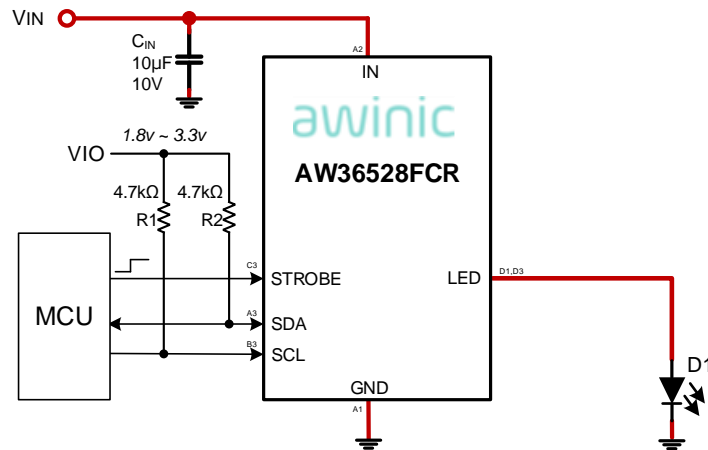 VIN
CIN
10µF
10V
A2
IN
awinic
AW36528FCR
1.8v ~ 3.3v
VIO
4.7kΩ
R1
4.7kΩ
R2
MCU
C3
STROBE
A3
SDA
B3
SCL
LED
D1,D3
GND
A1
D1